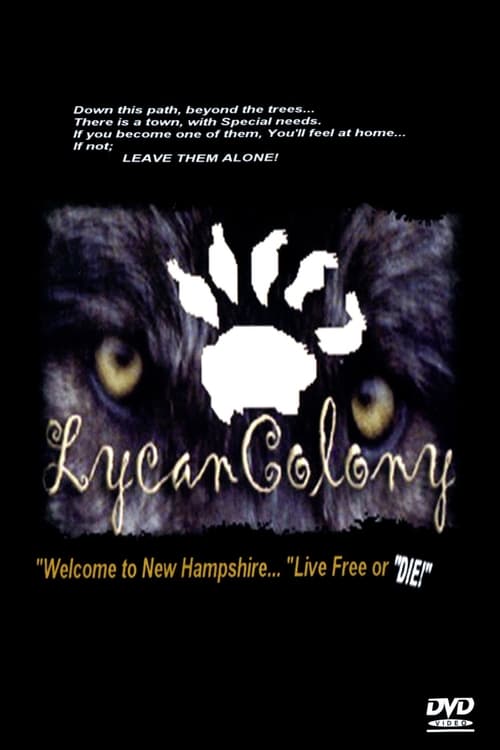 Down this path, beyond the trees...
There is a town, with Special needs.
If you become one of them, You'll feel at home...
If not;
LEAVE THEM ALONE!
LycanColony
"Welcome to New Hampshire... "Live Free or "DIE!"
DVD
VIDEO